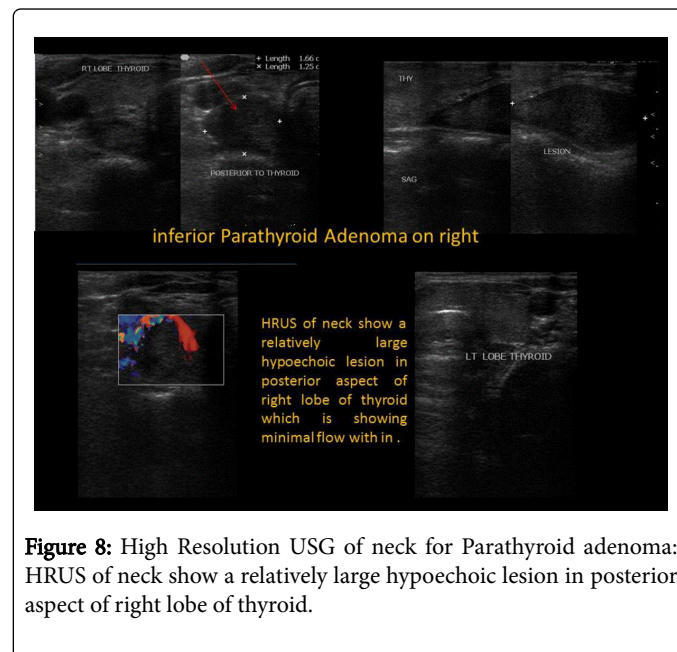 RT LOBE THYROID
+ Length 1.66 c
× Length 1.25 c
POSTERIOR TO THYROID
THY
LESION
SAG
inferior Parathyroid Adenoma on right
HRUS of neck show a
relatively large
hypoechoic lesion in
posterior aspect of
right lobe of thyroid
which is showing
minimal flow with in .
LT LOBE THYROID
Figure 8: High Resolution USG of neck for Parathyroid adenoma:
HRUS of neck show a relatively large hypoechoic lesion in posterior
aspect of right lobe of thyroid.